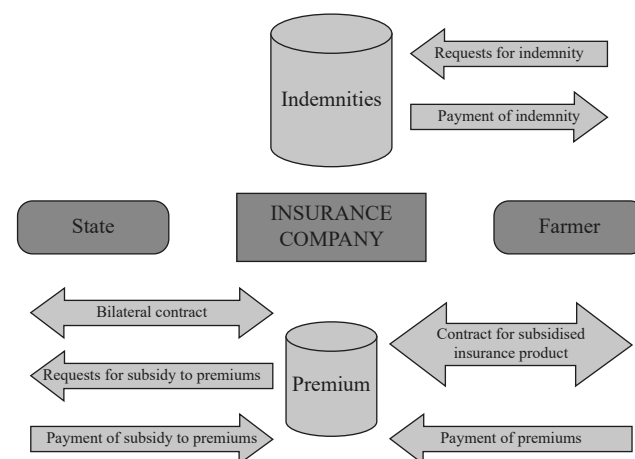 Requests for indemnity
Indemnities
Payment of indemnity
State
INSURANCE
COMPANY
Farmer
Bilateral contract
Contract for subsidised
insurance product
Requests for subsidy to premiums
Premium
Payment of subsidy to premiums
Payment of premiums